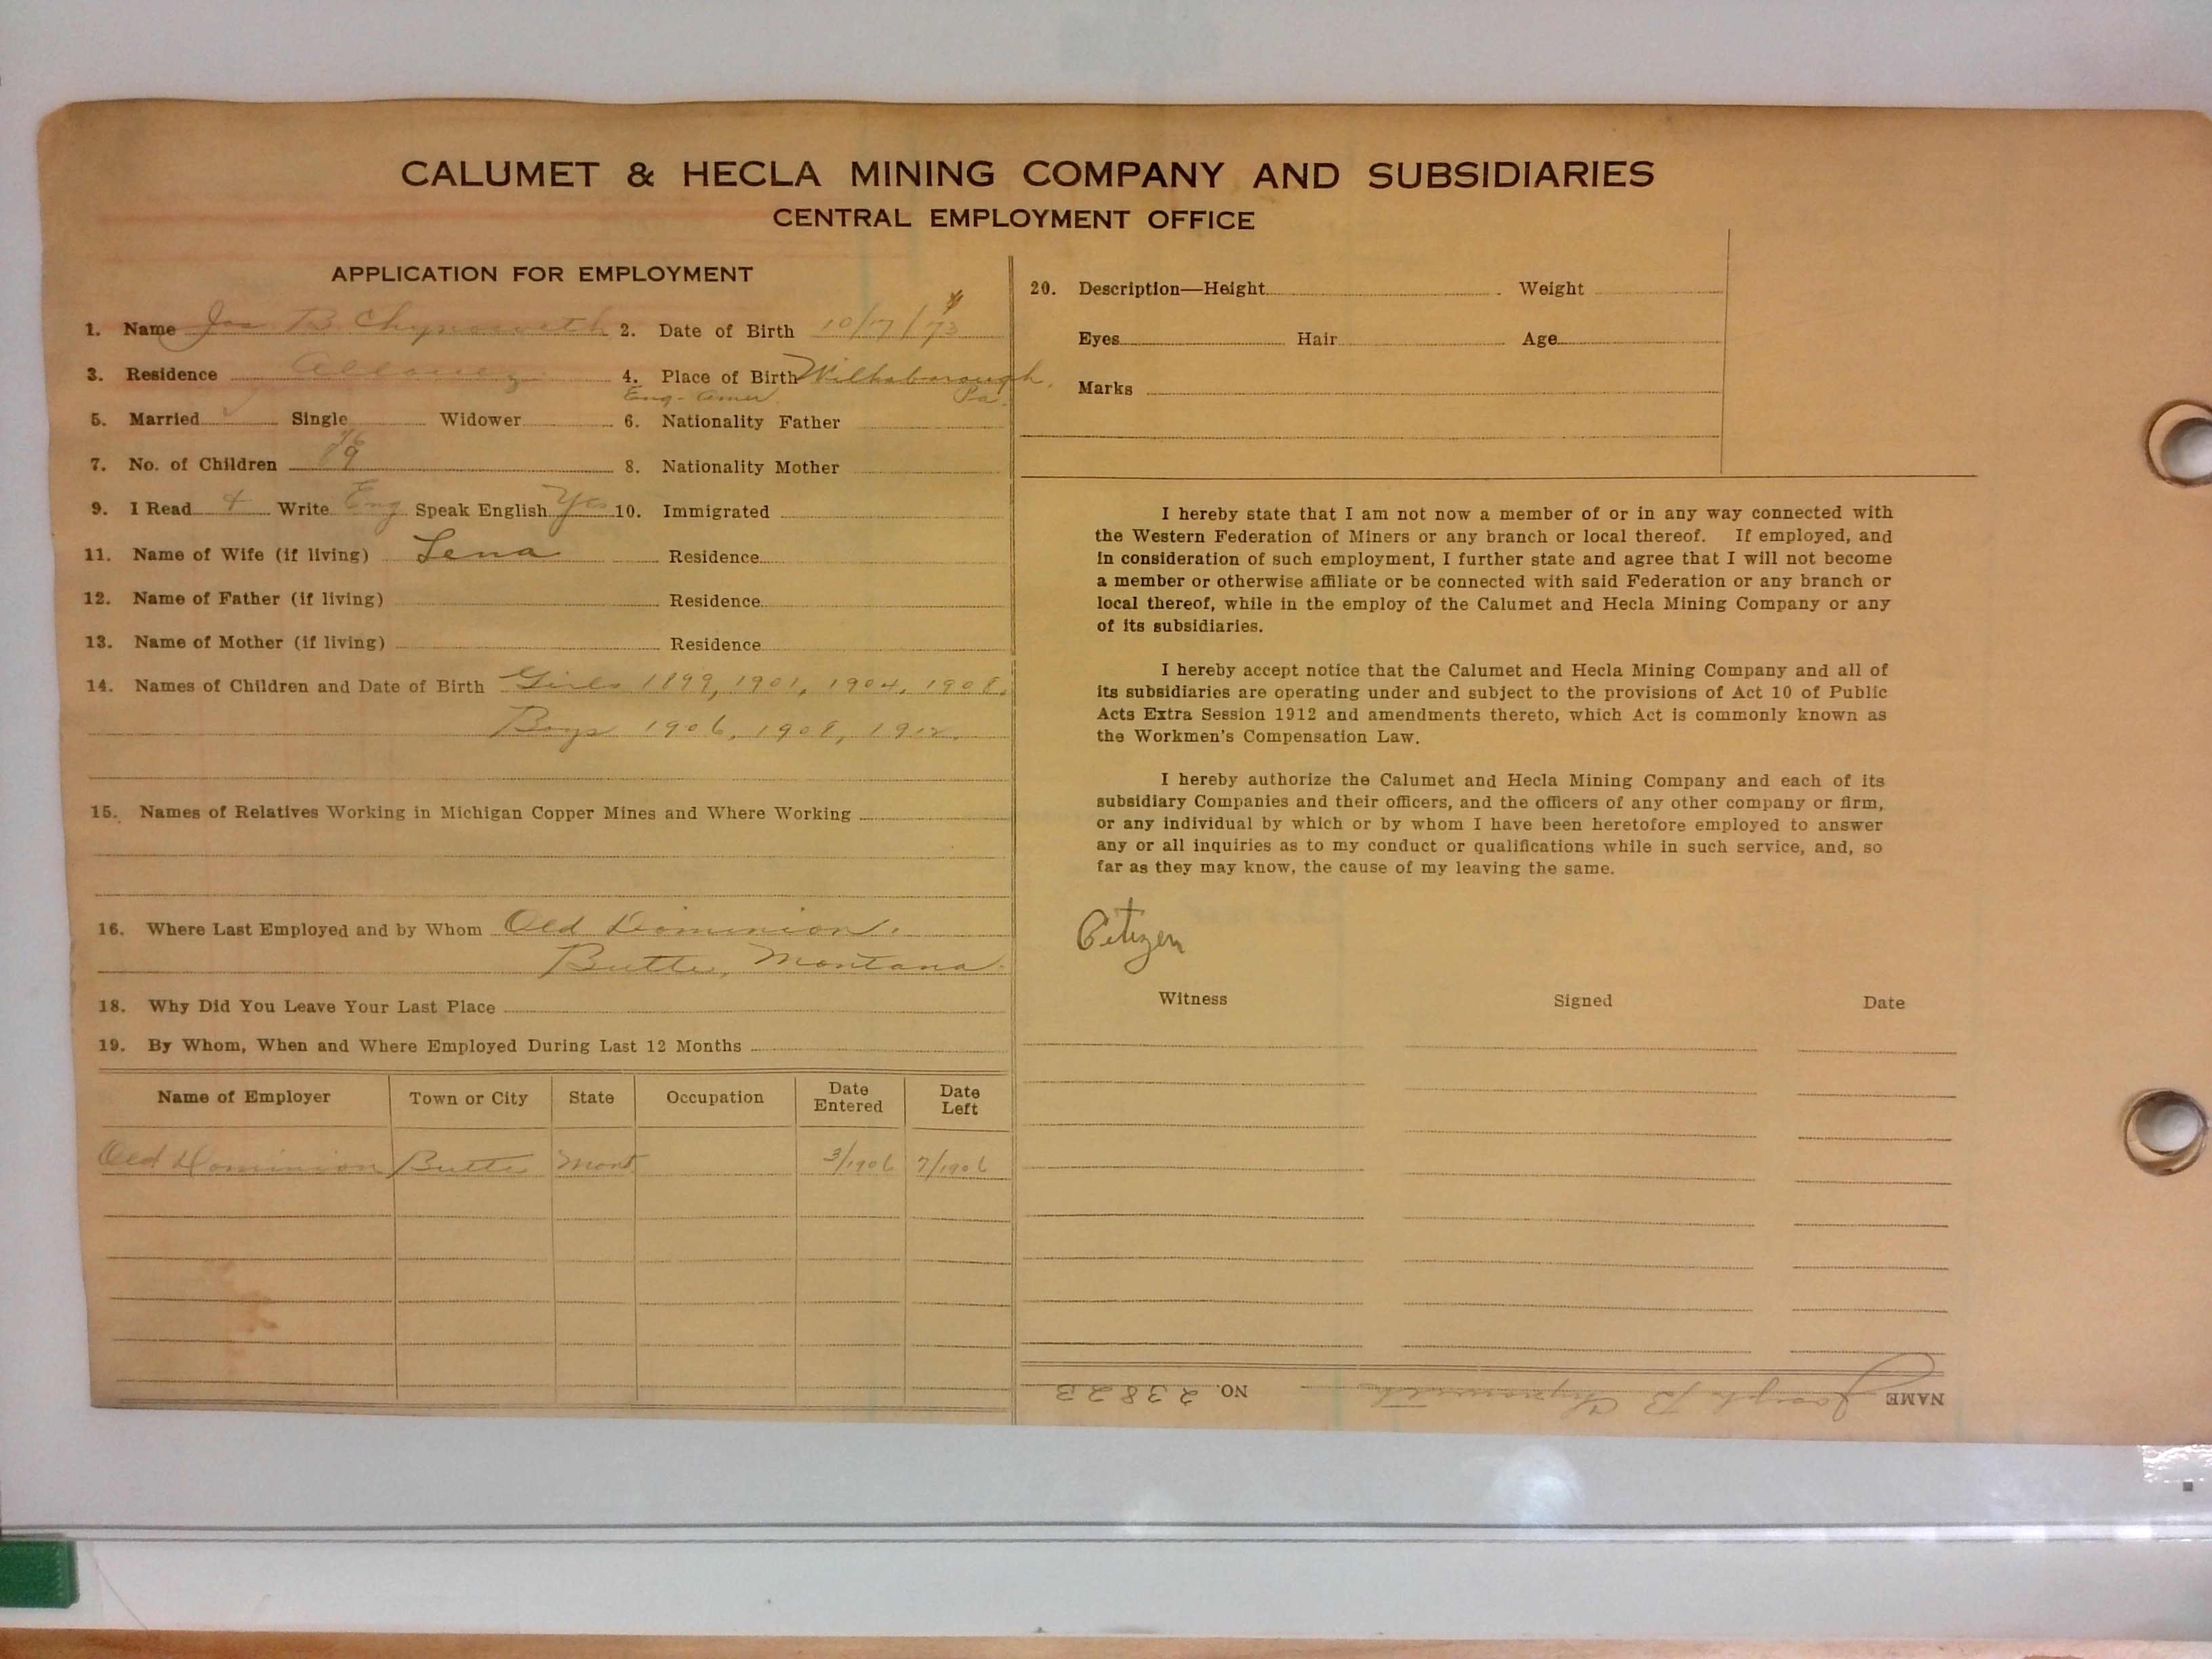 CALUMET & HECLA MINING COMPANY AND SUBSIDIARIES
CENTRAL EMPLOYMENT OFFICE
APPLICATION FOR EMPLOYMENT
1. Name Jos B Chynoweth 2. Date of Birth 10/17/73
3. Residence Allouez 4. Place of Birth Wilksborough, Pa.
Eng-Amer.
5. Married ✓ Single Widower 6. Nationality Father
7. No. of Children 8. Nationality Mother
9. I Read & Write Eng Speak English Yes 10. Immigrated
11. Name of Wife (if living) Lena Residence
12. Name of Father (if living) Residence
13. Name of Mother (if living) Residence
14. Names of Children and Date of Birth Girls 1899, 1901, 1904, 1908.
Boys 1906, 1908, 1912.
15. Names of Relatives Working in Michigan Copper Mines and Where Working
16. Where Last Employed and by Whom Old Dominion.
Butte, Montana.
18. Why Did You Leave Your Last Place
19. By Whom, When and Where Employed During Last 12 Months
Name of Employer Town or City State Occupation Date Entered Date Left
Old Dominion Butte Mont 3/1906 7/1906
20. Description—Height Weight
Eyes Hair Age
Marks
I hereby state that I am not now a member of or in any way connected with
the Western Federation of Miners or any branch or local thereof. If employed, and
in consideration of such employment, I further state and agree that I will not become
a member or otherwise affiliate or be connected with said Federation or any branch or
local thereof, while in the employ of the Calumet and Hecla Mining Company or any
of its subsidiaries.
I hereby accept notice that the Calumet and Hecla Mining Company and all of
its subsidiaries are operating under and subject to the provisions of Act 10 of Public
Acts Extra Session 1912 and amendments thereto, which Act is commonly known as
the Workmen's Compensation Law.
I hereby authorize the Calumet and Hecla Mining Company and each of its
subsidiary Companies and their officers, and the officers of any other company or firm,
or any individual by which or by whom I have been heretofore employed to answer
any or all inquiries as to my conduct or qualifications while in such service, and, so
far as they may know, the cause of my leaving the same.
Citizen
Witness Signed Date
NAME Joseph B Chynoweth NO. 23823